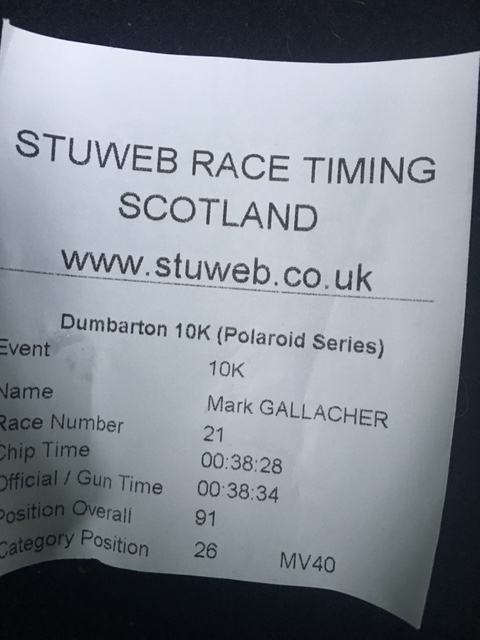 STUWEB RACE TIMING
SCOTLAND
www.stuweb.co.uk
Dumbarton 10K (Polaroid Series)
Event 10K
Name Mark GALLACHER
Race Number 21
Chip Time 00:38:28
Official / Gun Time 00:38:34
Position Overall 91
Category Position 26 MV40